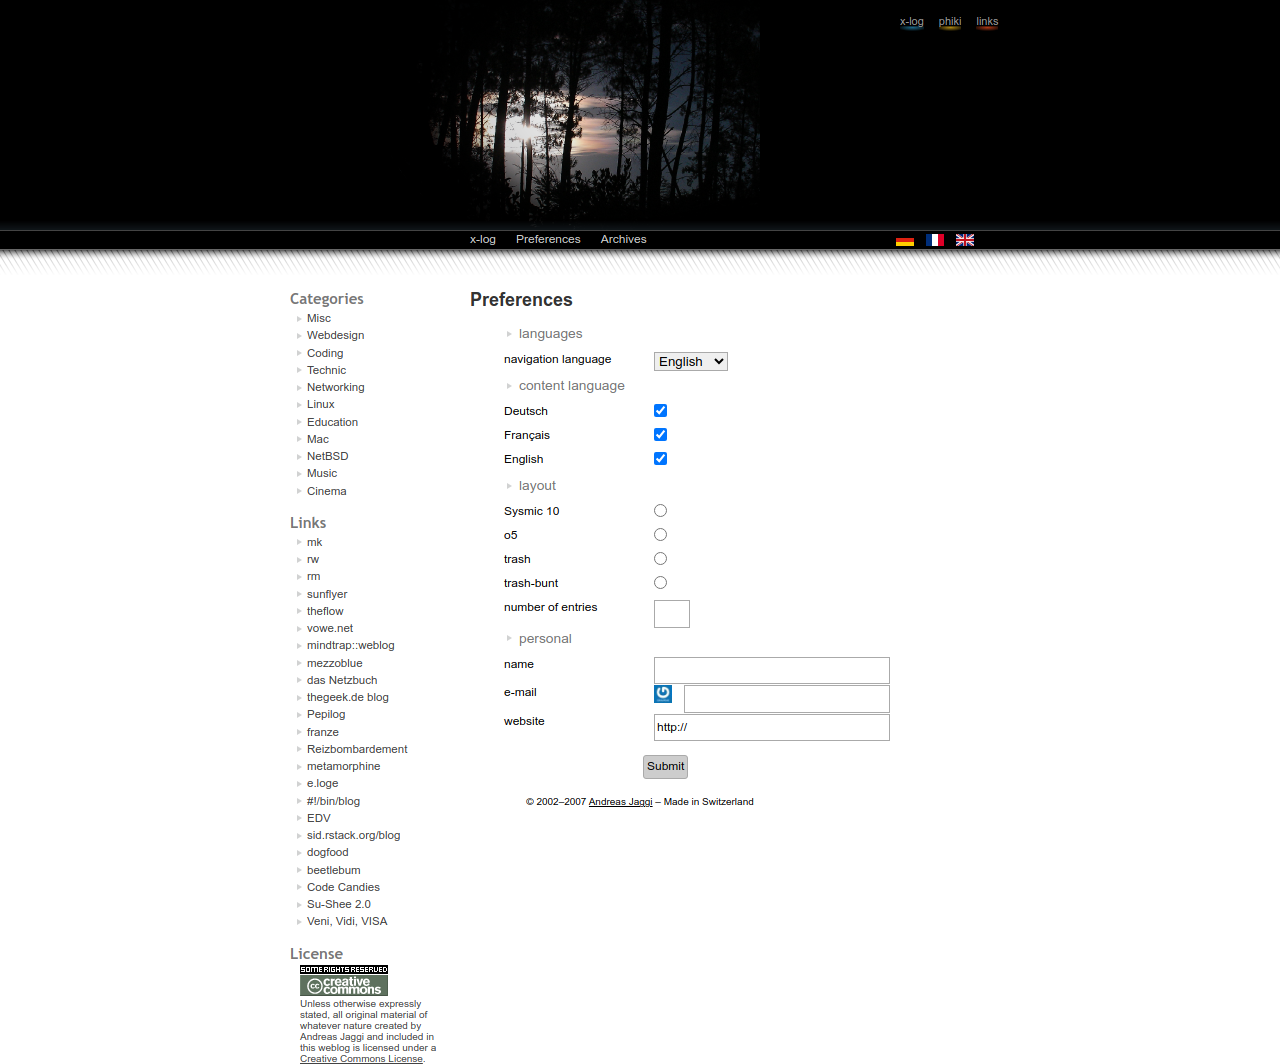 x-log phiki links
x-log Preferences Archives
Categories
Misc
Webdesign
Coding
Technic
Networking
Linux
Education
Mac
NetBSD
Music
Cinema
Links
mk
rw
rm
sunflyer
theflow
vowe.net
mindtrap::weblog
mezzoblue
das Netzbuch
thegeek.de blog
Pepilog
franze
Reizbombardement
metamorphine
e.loge
#!/bin/blog
EDV
sid.rstack.org/blog
dogfood
beetlebum
Code Candies
Su-Shee 2.0
Veni, Vidi, VISA
License
SOME RIGHTS RESERVED
cc creative commons
Unless otherwise expressly
stated, all original material of
whatever nature created by
Andreas Jaggi and included in
this weblog is licensed under a
Creative Commons License.
Preferences
languages
navigation language English
content language
Deutsch
Français
English
layout
Sysmic 10
o5
trash
trash-bunt
number of entries
personal
name
e-mail
website http://
Submit
© 2002–2007 Andreas Jaggi – Made in Switzerland